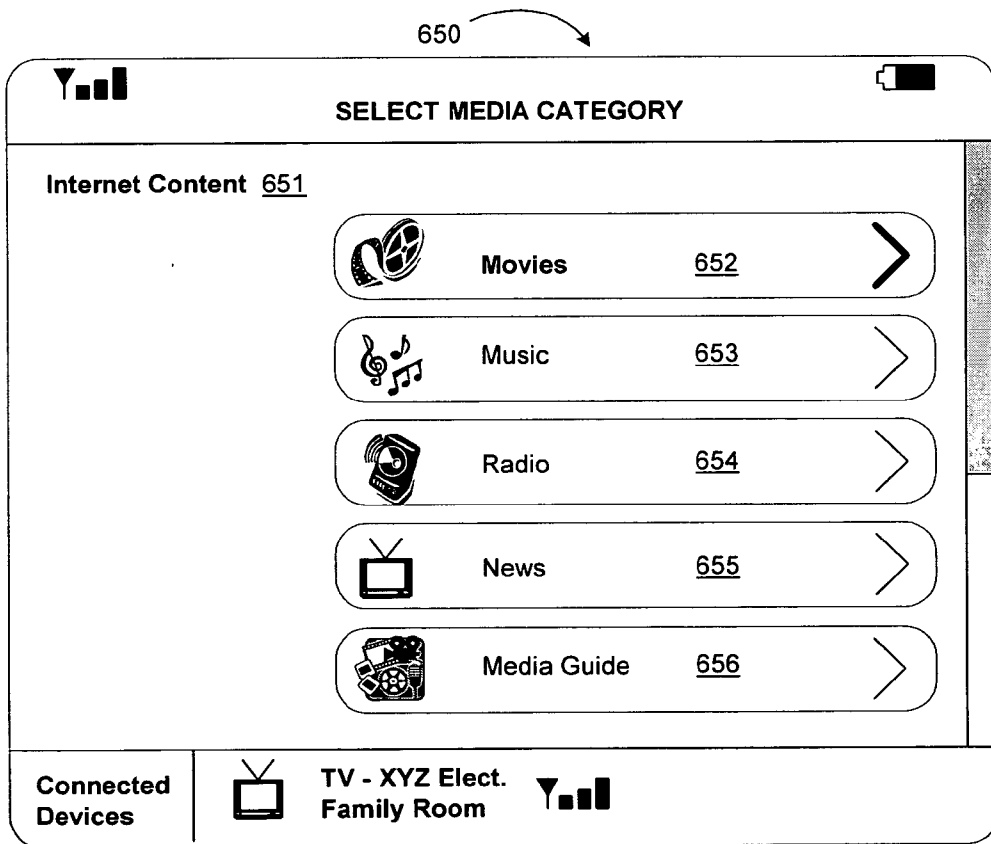 650
SELECT MEDIA CATEGORY
Internet Content 651
Movies 652
Music 653
Radio 654
News 655
Media Guide 656
Connected
Devices
TV - XYZ Elect.
Family Room